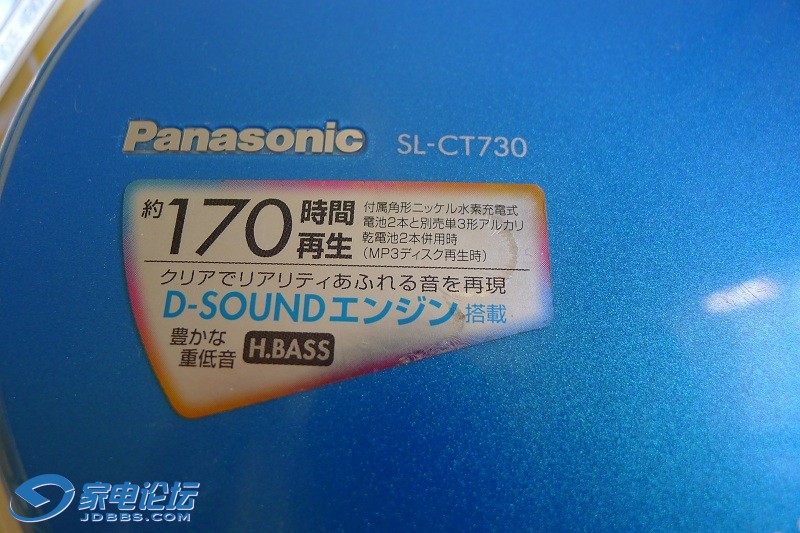 Panasonic SL-CT730
約170時間再生
付属角形ニッケル水素充電式
電池2本と別売単3形アルカリ
乾電池2本併用時
(MP3ディスク再生時)
クリアでリアリティあふれる音を再現
D-SOUNDエンジン搭載
豊かな
重低音 H.BASS
家电论坛
JDBBS.COM